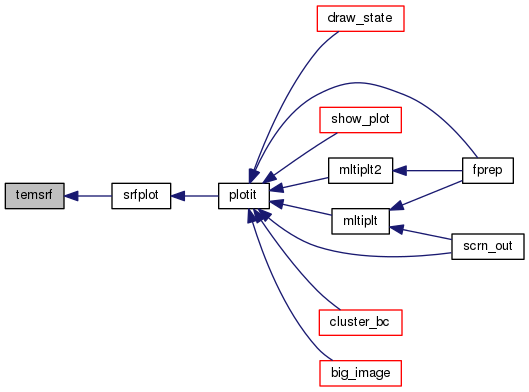 draw_state
show_plot
mltiplt2
fprep
temsrf
srfplot
plotit
mltiplt
scrn_out
cluster_bc
big_image